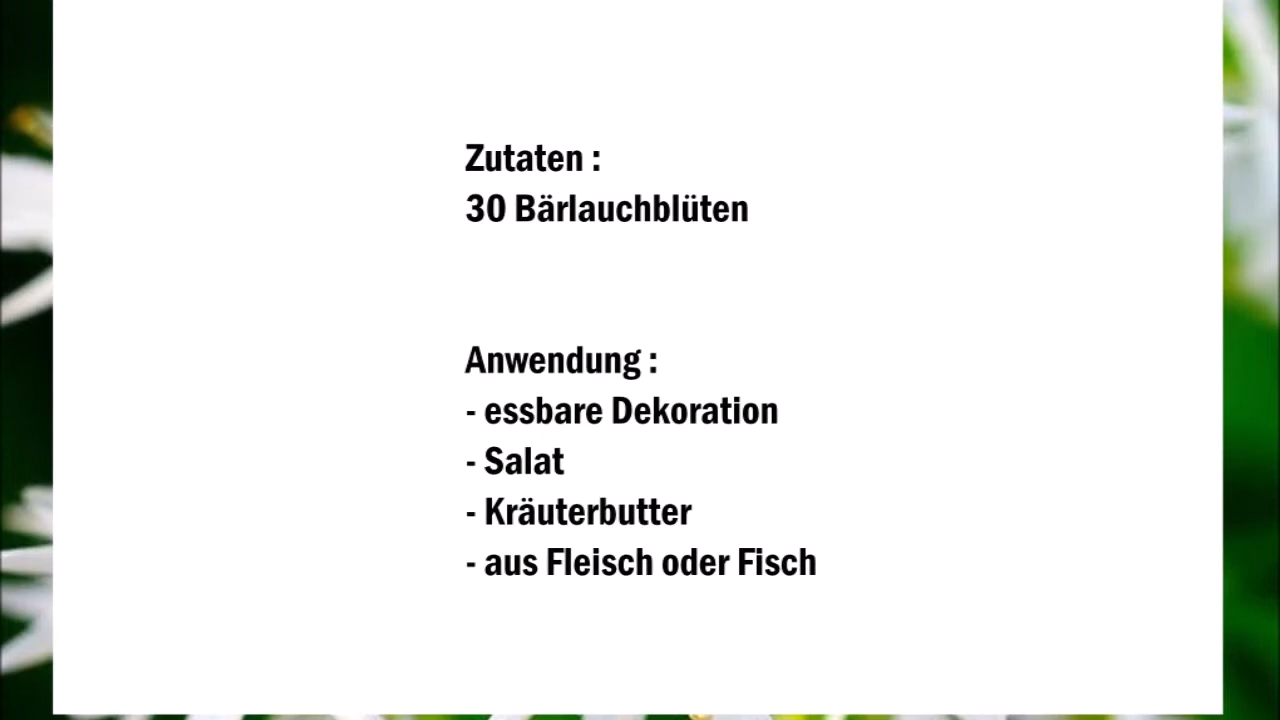 Zutaten :
30 Bärlauchblüten
Anwendung :
- essbare Dekoration
- Salat
- Kräuterbutter
- aus Fleisch oder Fisch